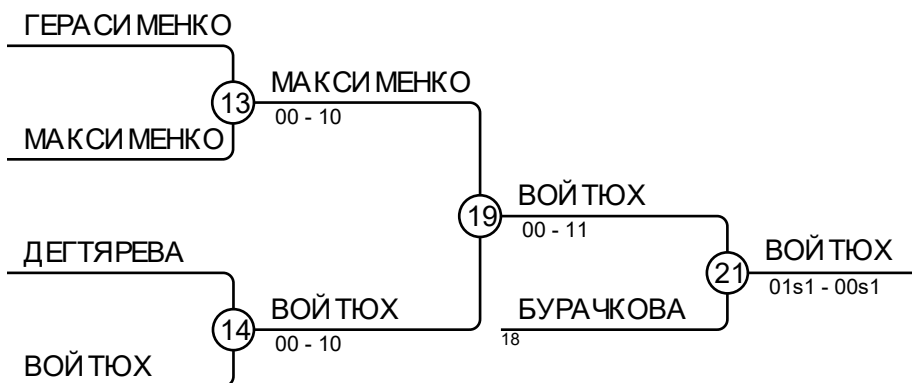 ГЕРАСИМЕНКО
13
МАКСИМЕНКО
00 - 10
МАКСИМЕНКО
19
ВОЙТЮХ
00 - 11
ДЕГТЯРЕВА
14
ВОЙТЮХ
00 - 10
ВОЙТЮХ
БУРАЧКОВА
18
21
ВОЙТЮХ
01s1 - 00s1